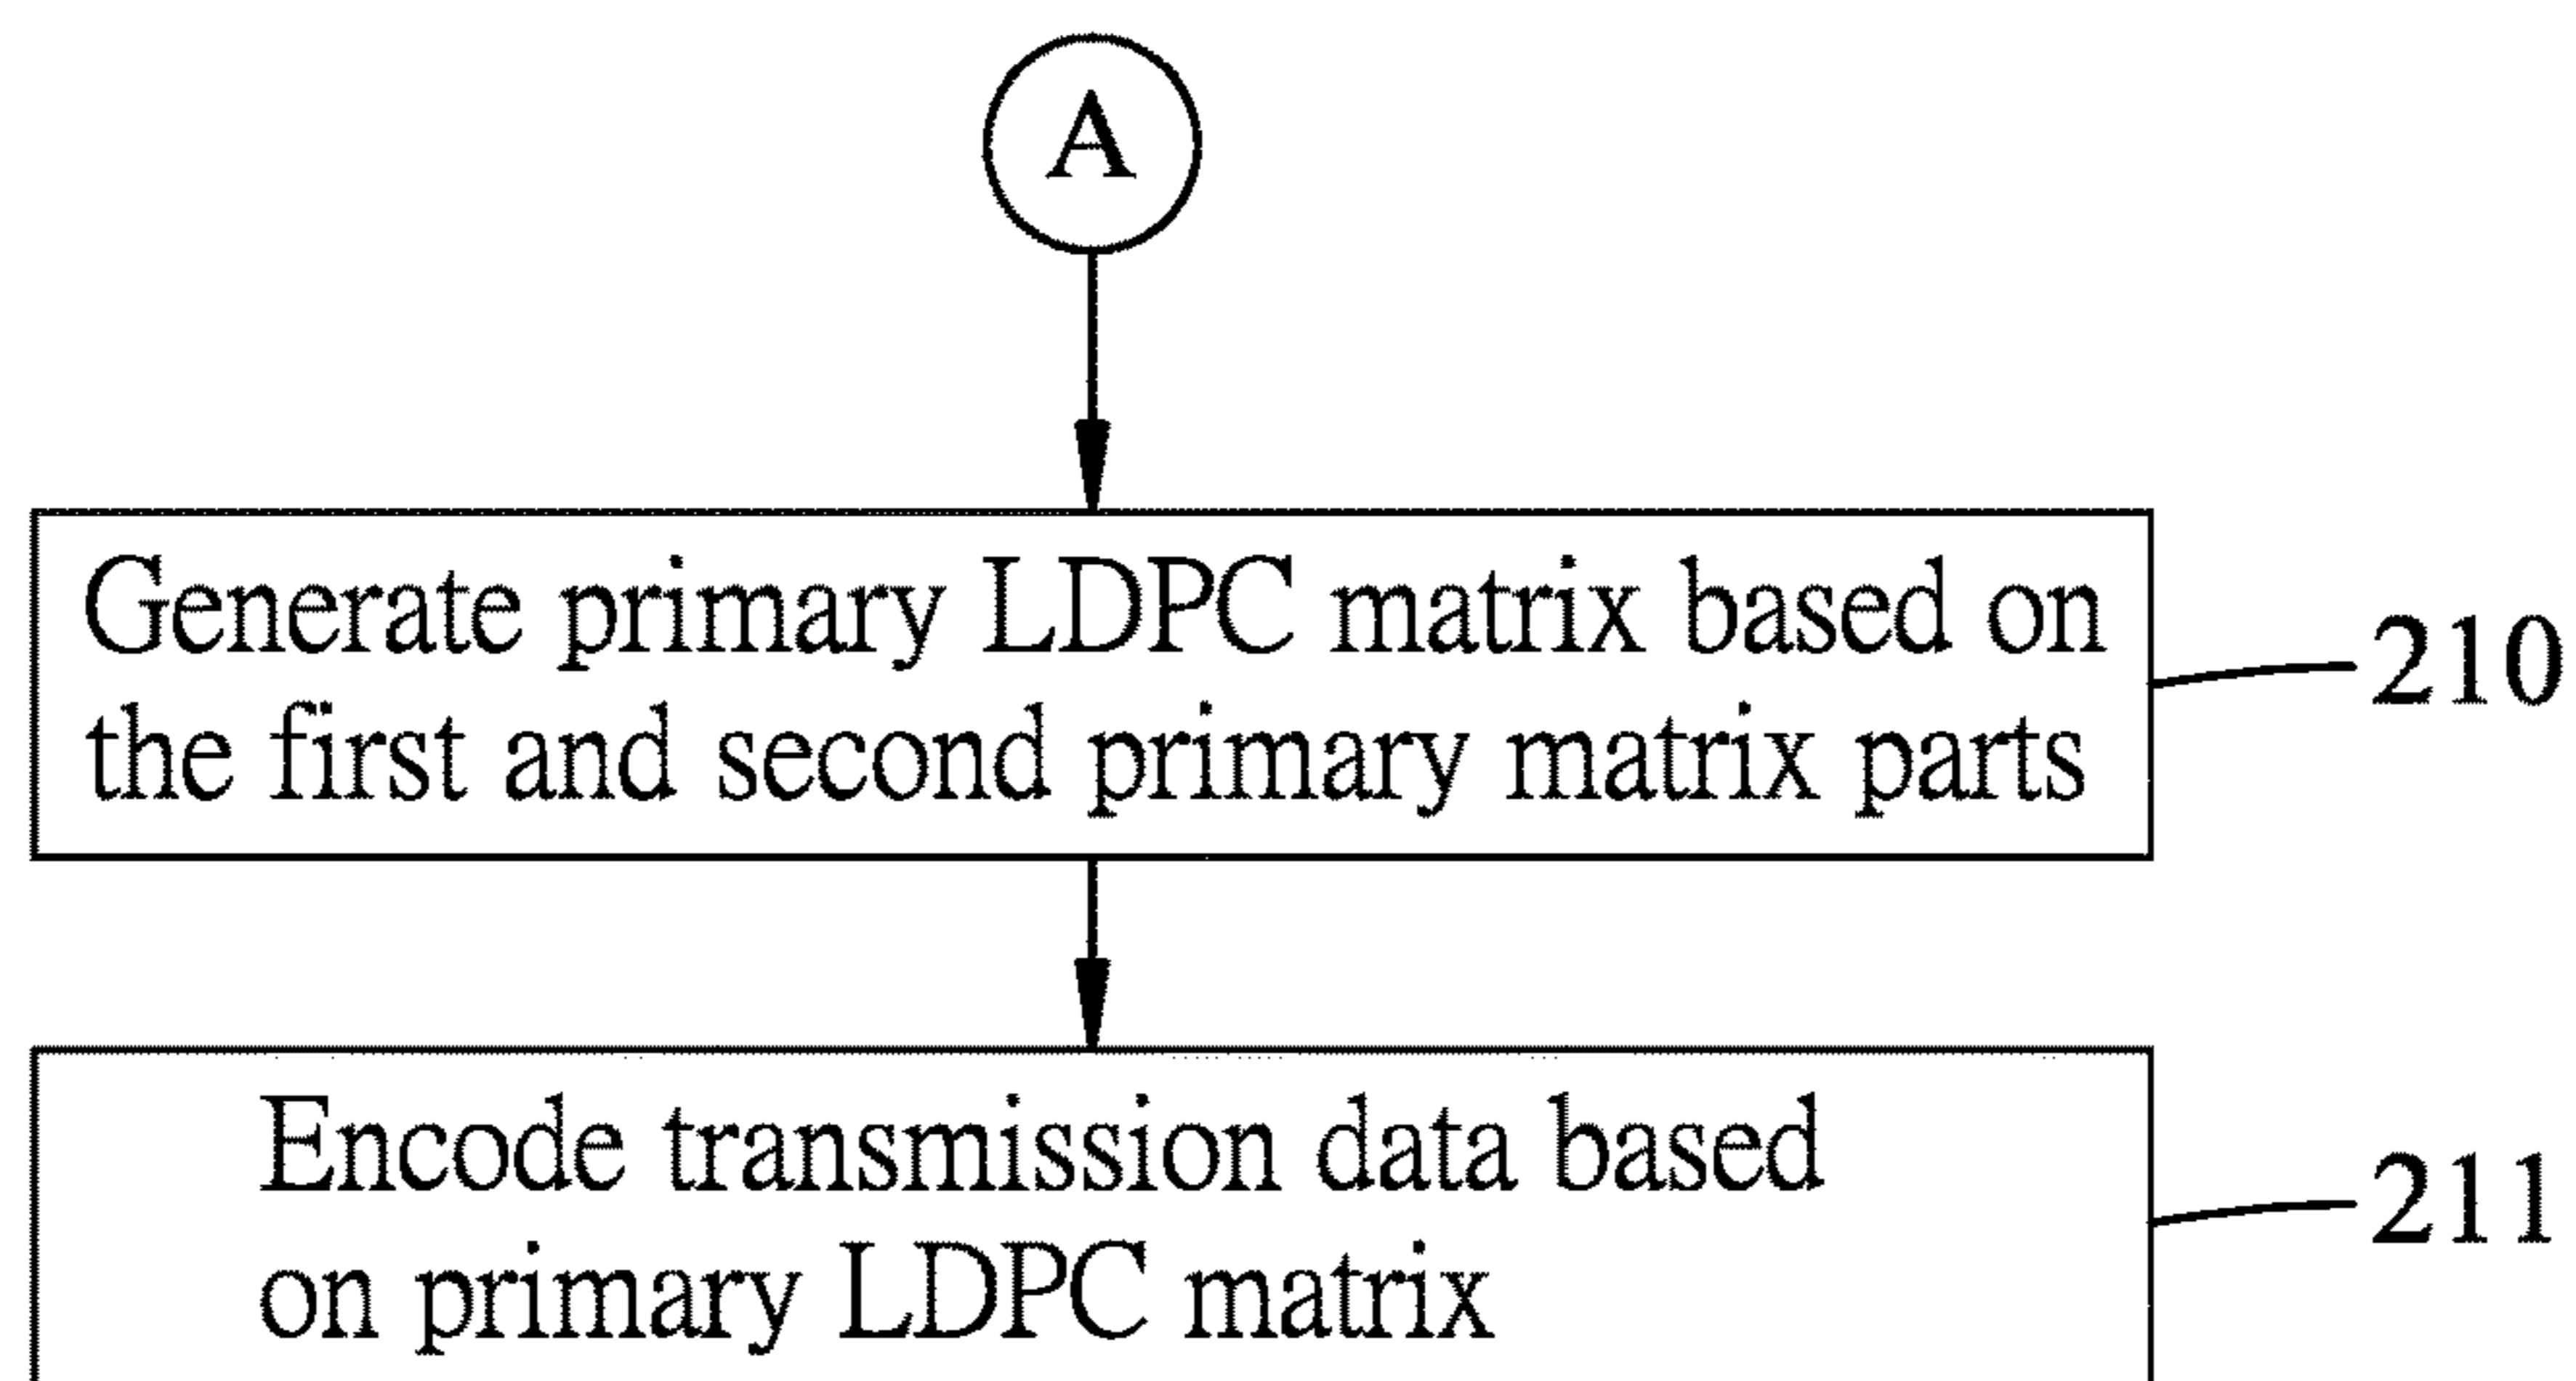 A
Generate primary LDPC matrix based on
the first and second primary matrix parts
210
Encode transmission data based
on primary LDPC matrix
211